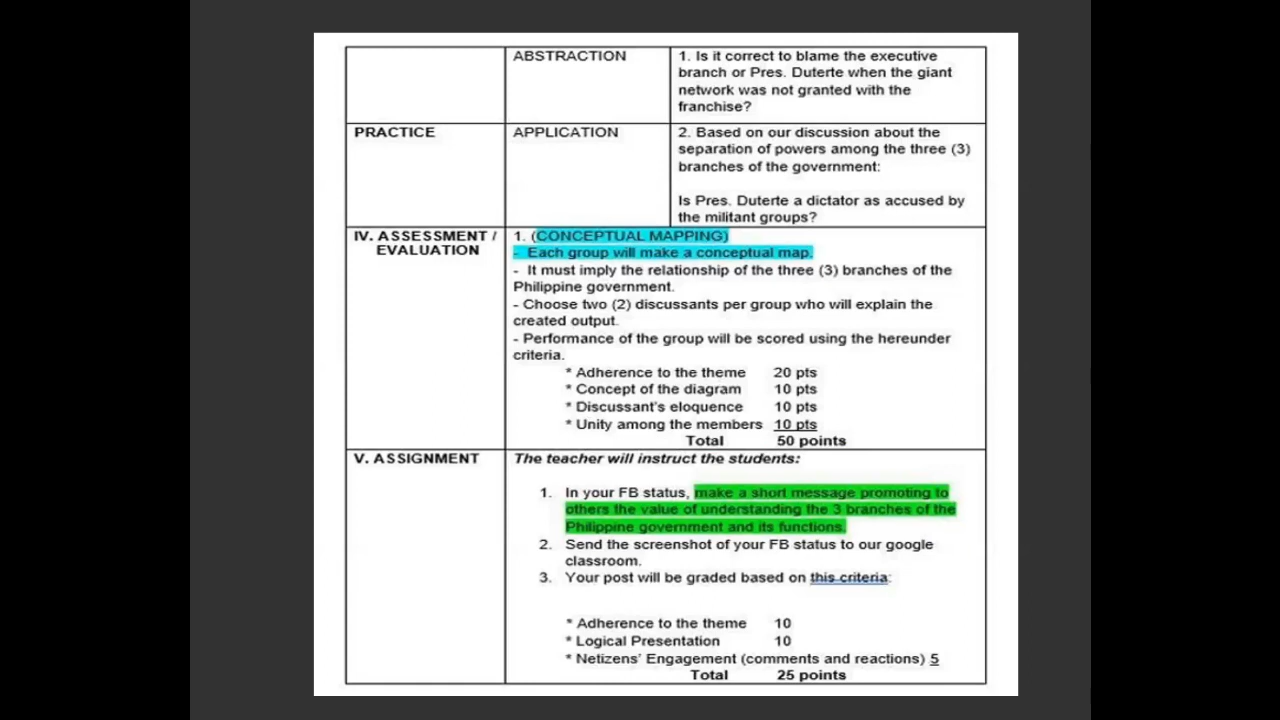 ABSTRACTION
1. Is it correct to blame the executive
branch or Pres. Duterte when the giant
network was not granted with the
franchise?
PRACTICE
APPLICATION
2. Based on our discussion about the
separation of powers among the three (3)
branches of the government:
Is Pres. Duterte a dictator as accused by
the militant groups?
IV. ASSESSMENT /
EVALUATION
1. (CONCEPTUAL MAPPING)
- Each group will make a conceptual map.
- It must imply the relationship of the three (3) branches of the
Philippine government.
- Choose two (2) discussants per group who will explain the
created output.
- Performance of the group will be scored using the hereunder
criteria.
* Adherence to the theme 20 pts
* Concept of the diagram 10 pts
* Discussant's eloquence 10 pts
* Unity among the members 10 pts
Total 50 points
V. ASSIGNMENT
The teacher will instruct the students:
1. In your FB status, make a short message promoting to
others the value of understanding the 3 branches of the
Philippine government and its functions.
2. Send the screenshot of your FB status to our google
classroom.
3. Your post will be graded based on this criteria:
* Adherence to the theme 10
* Logical Presentation 10
* Netizens' Engagement (comments and reactions) 5
Total 25 points